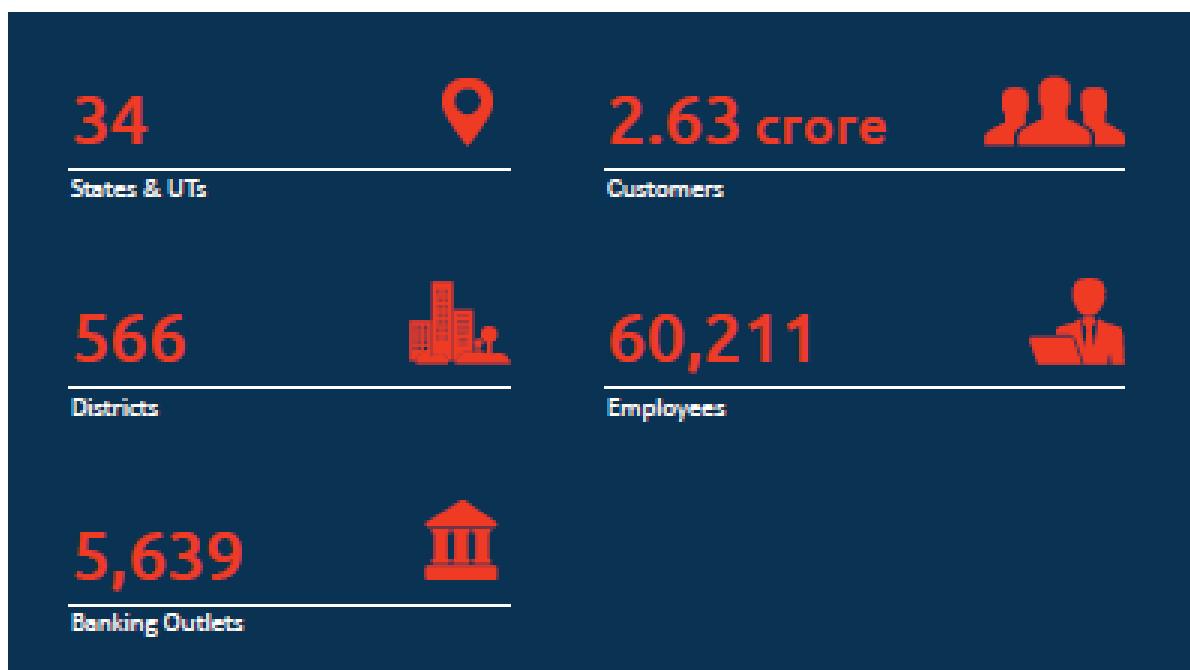 34
States & UTs
2.63 crore
Customers
566
Districts
60,211
Employees
5,639
Banking Outlets